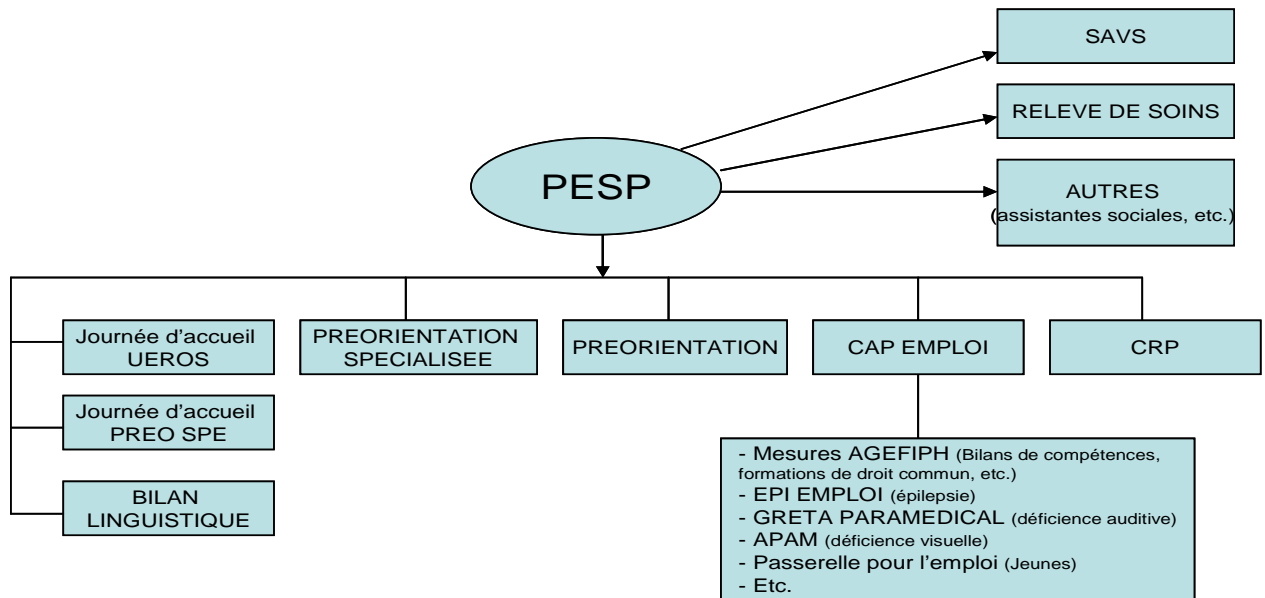 SAVS
RELEVE DE SOINS
PESP
AUTRES
(assistantes sociales, etc.)
Journée d'accueil
UEROS
PREORIENTATION
SPECIALISEE
PREORIENTATION
CAP EMPLOI
CRP
Journée d'accueil
PREO SPE
BILAN
LINGUISTIQUE
- Mesures AGEFIPH (Bilans de compétences,
formations de droit commun, etc.)
- EPI EMPLOI (épilepsie)
- GRETA PARAMEDICAL (déficience auditive)
- APAM (déficience visuelle)
- Passerelle pour l'emploi (Jeunes)
- Etc.